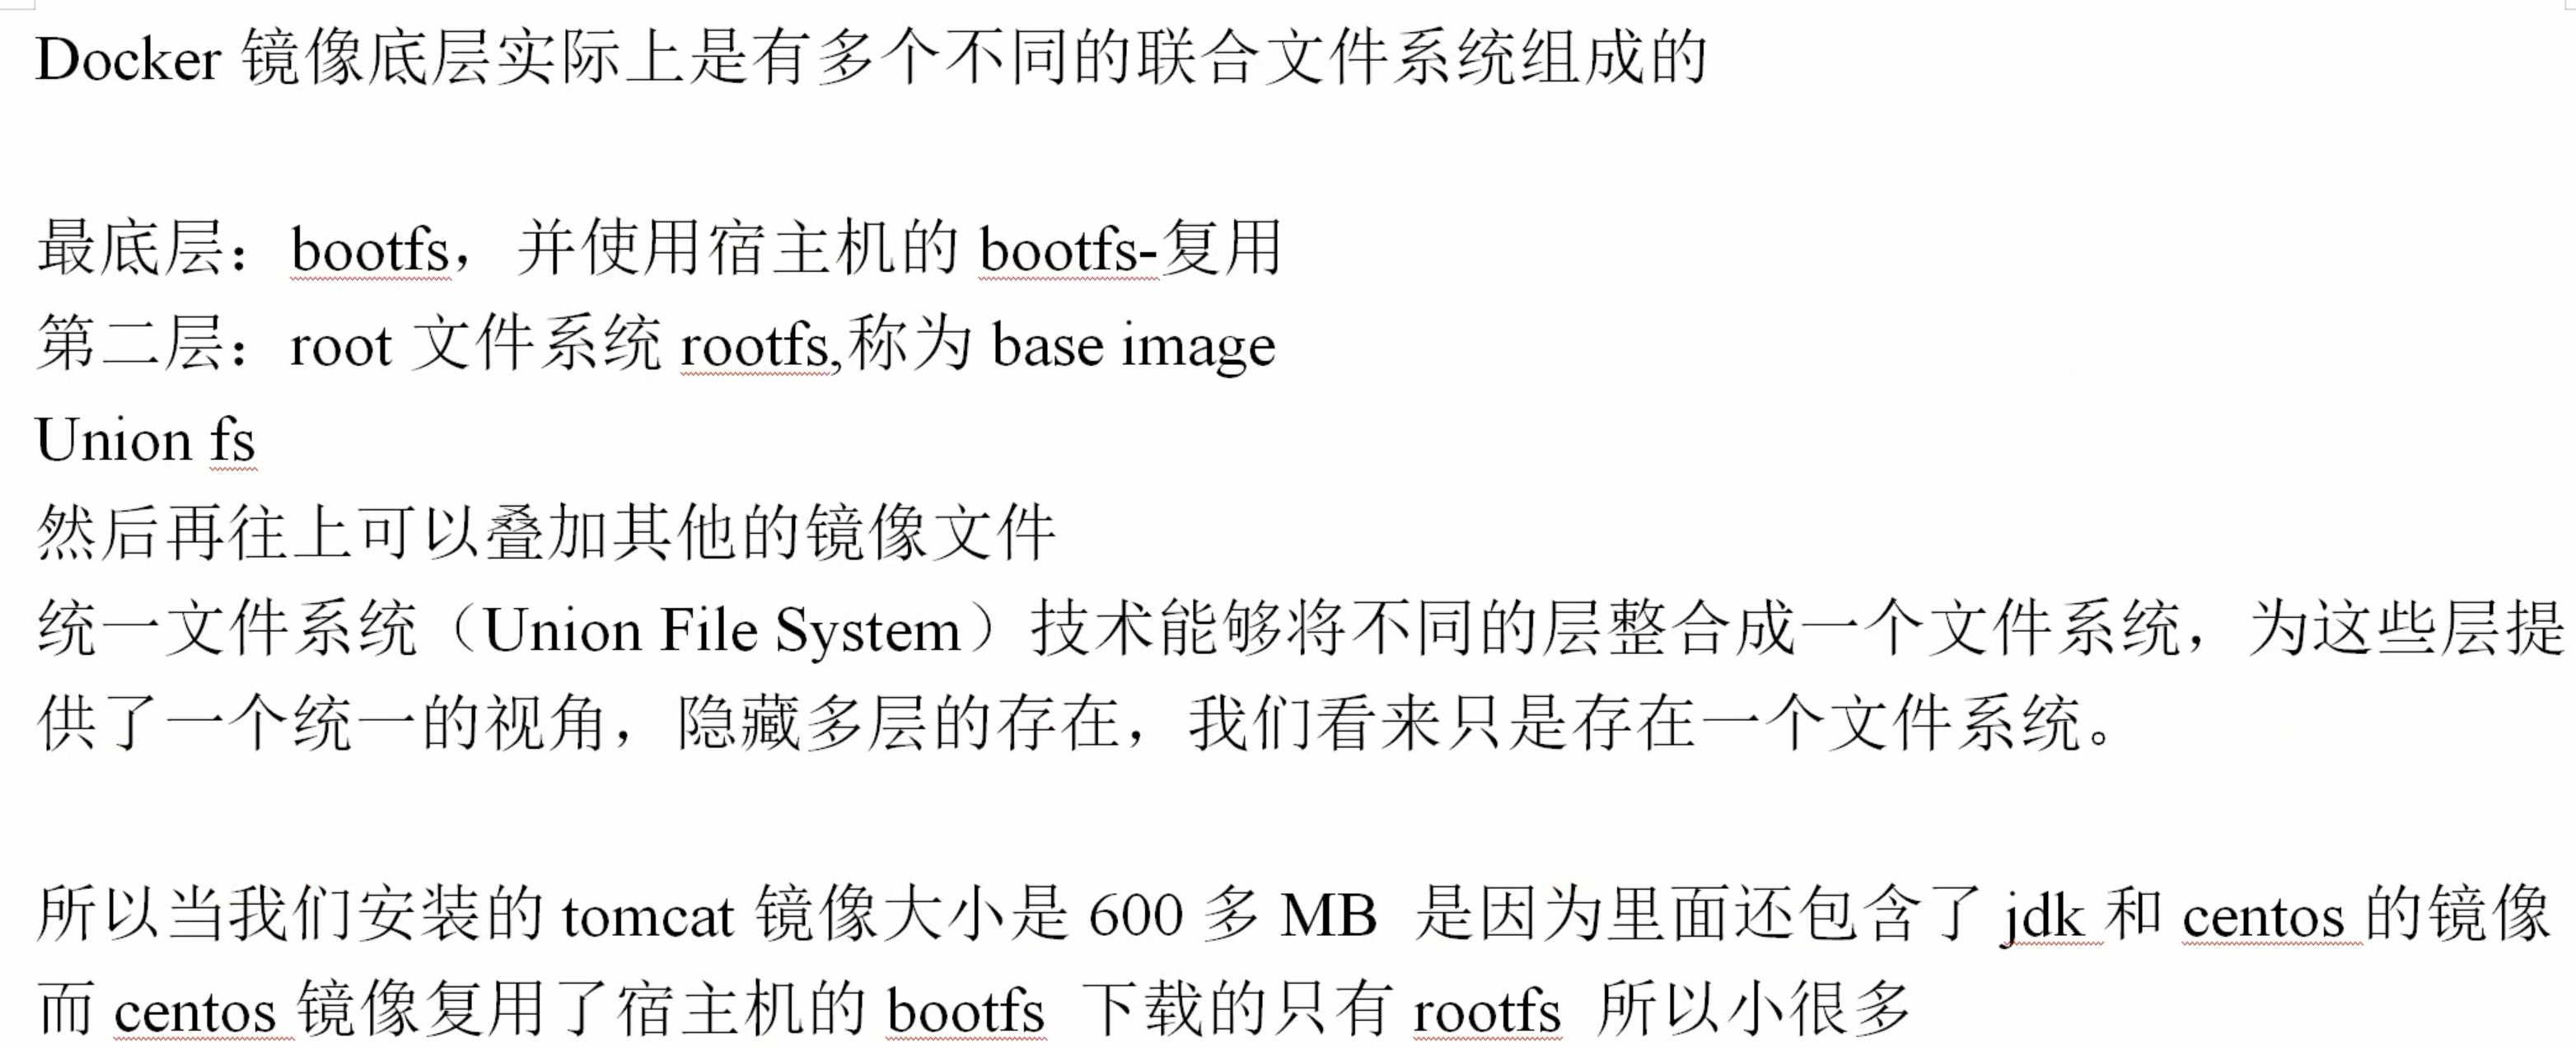 Docker 镜像底层实际上是有多个不同的联合文件系统组成的
最底层：bootfs，并使用宿主机的 bootfs-复用
第二层：root 文件系统 rootfs,称为 base image
Union fs
然后再往上可以叠加其他的镜像文件
统一文件系统（Union File System）技术能够将不同的层整合成一个文件系统，为这些层提
供了一个统一的视角，隐藏多层的存在，我们看来只是存在一个文件系统。
所以当我们安装的 tomcat 镜像大小是 600 多 MB 是因为里面还包含了 jdk 和 centos 的镜像
而 centos 镜像复用了宿主机的 bootfs 下载的只有 rootfs 所以小很多